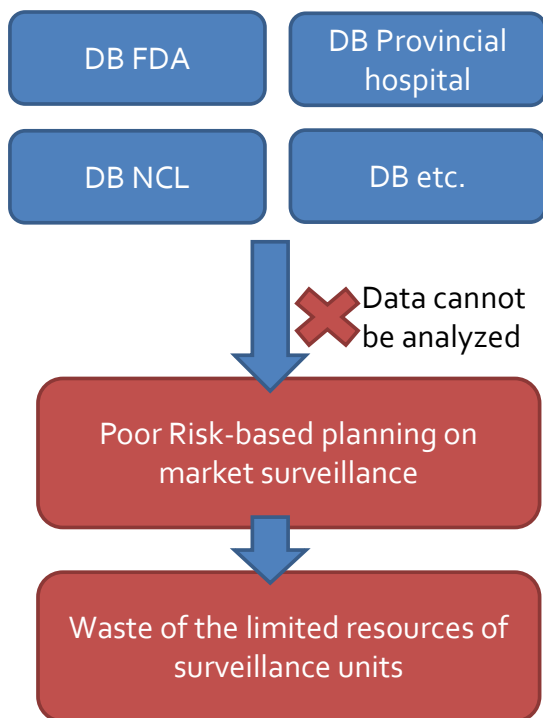 DB FDA
DB Provincial
hospital
DB NCL
DB etc.
Data cannot
be analyzed
Poor Risk-based planning on
market surveillance
Waste of the limited resources of
surveillance units